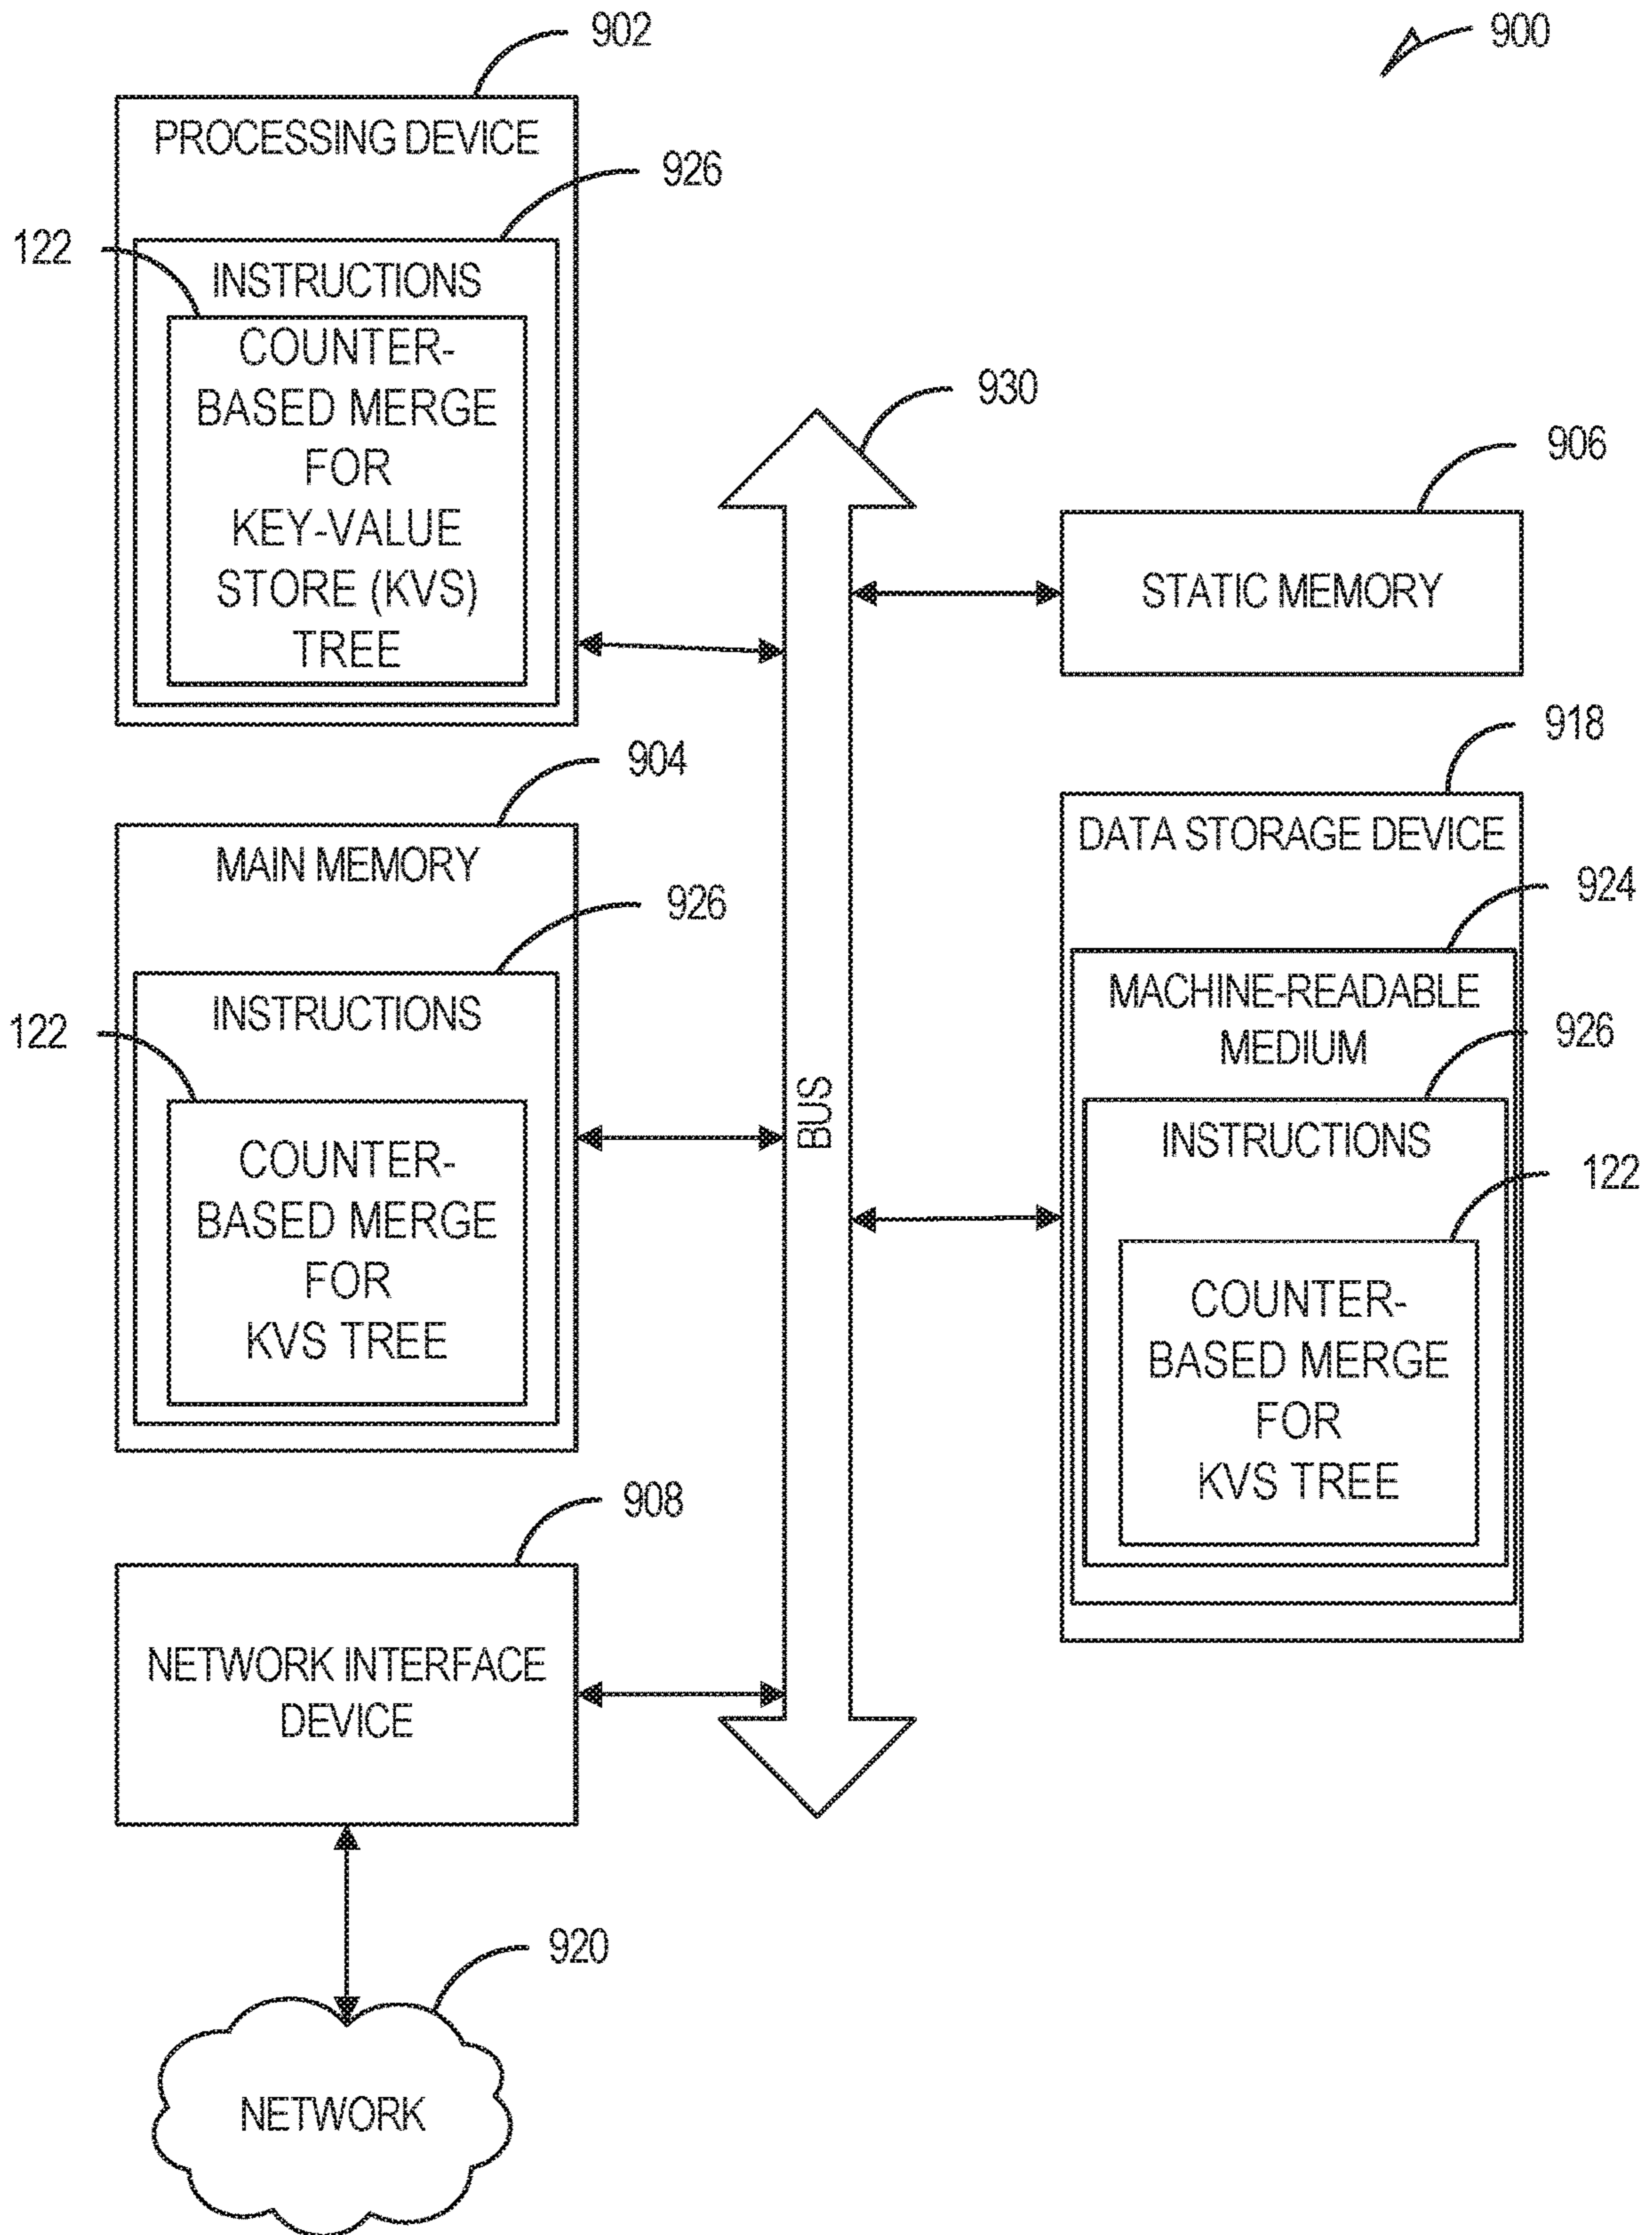 900
902
PROCESSING DEVICE
926
122
INSTRUCTIONS
COUNTER-
BASED MERGE
FOR
KEY-VALUE
STORE (KVS)
TREE
904
MAIN MEMORY
926
INSTRUCTIONS
122
COUNTER-
BASED MERGE
FOR
KVS TREE
908
NETWORK INTERFACE
DEVICE
920
NETWORK
930
BUS
906
STATIC MEMORY
918
DATA STORAGE DEVICE
924
MACHINE-READABLE
MEDIUM
926
INSTRUCTIONS
122
COUNTER-
BASED MERGE
FOR
KVS TREE